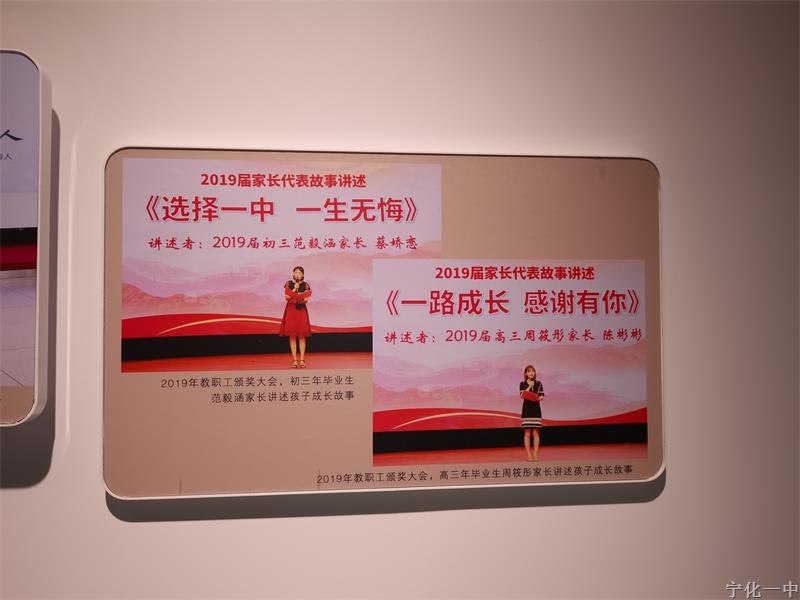 人
人
2019届家长代表故事讲述
《选择一中 一生无悔》
讲述者：2019届初三范毅涵家长 蔡娇恋
2019年教职工颁奖大会，初三年毕业生
范毅涵家长讲述孩子成长故事
2019届家长代表故事讲述
《一路成长 感谢有你》
讲述者：2019届高三周筱彤家长 陈彬彬
2019年教职工颁奖大会，高三年毕业生周筱彤家长讲述孩子成长故事
宁化一中